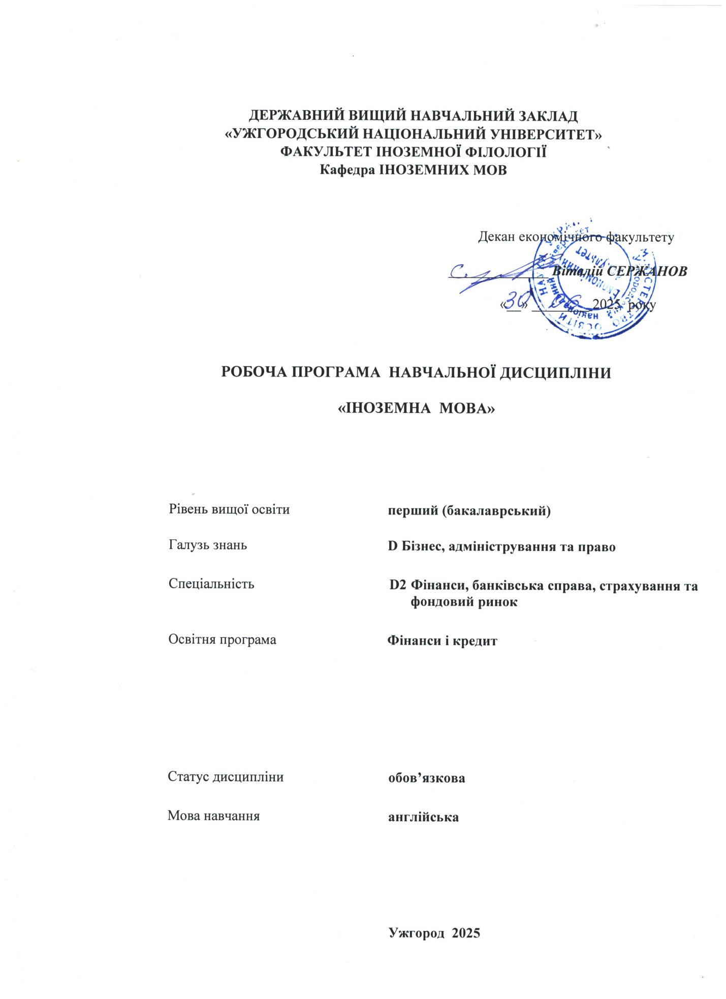 ДЕРЖАВНИЙ ВИЩИЙ НАВЧАЛЬНИЙ ЗАКЛАД
«УЖГОРОДСЬКИЙ НАЦІОНАЛЬНИЙ УНІВЕРСИТЕТ»
ФАКУЛЬТЕТ ІНОЗЕМНОЇ ФІЛОЛОГІЇ
Кафедра ІНОЗЕМНИХ МОВ
Декан економічного факультету
Віталій СЕРЖАНОВ
«30» 06 2025 року
РОБОЧА ПРОГРАМА НАВЧАЛЬНОЇ ДИСЦИПЛІНИ
«ІНОЗЕМНА МОВА»
Рівень вищої освіти перший (бакалаврський)
Галузь знань D Бізнес, адміністрування та право
Спеціальність D2 Фінанси, банківська справа, страхування та
фондовий ринок
Освітня програма Фінанси і кредит
Статус дисципліни обов’язкова
Мова навчання англійська
Ужгород 2025